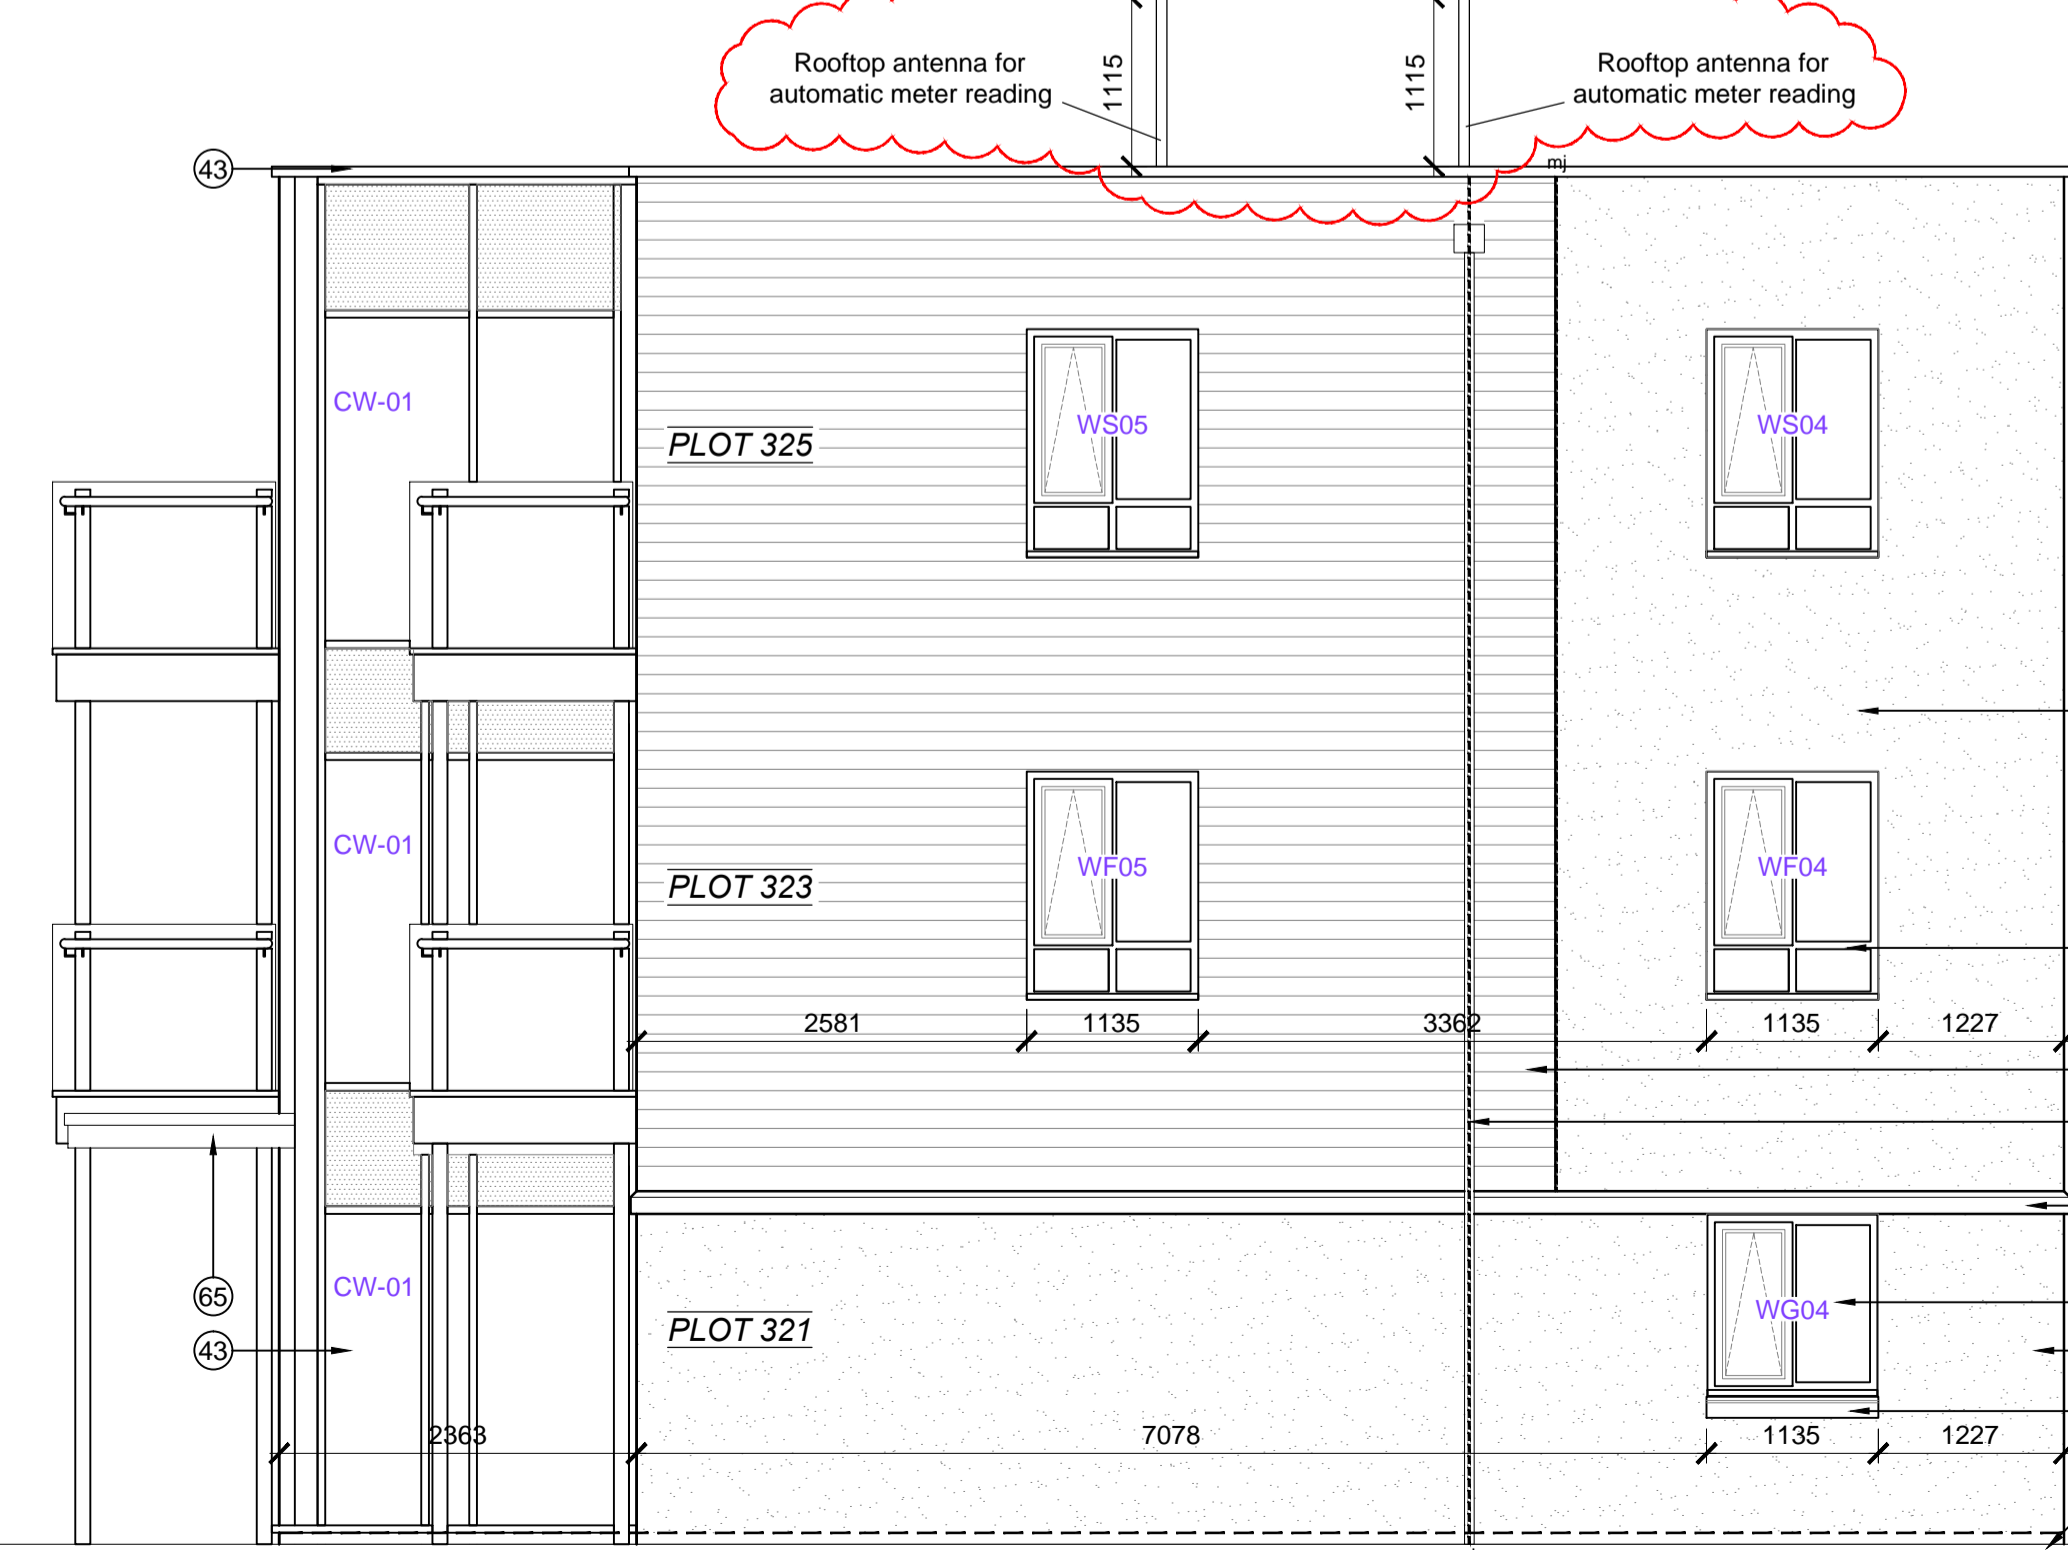 Rooftop antenna for
automatic meter reading
1115
1115
Rooftop antenna for
automatic meter reading
43
mj
CW-01
PLOT 325
WS05
WS04
CW-01
PLOT 323
WF05
WF04
2581
1135
3362
1135
1227
65
CW-01
PLOT 321
WG04
43
2363
7078
1135
1227